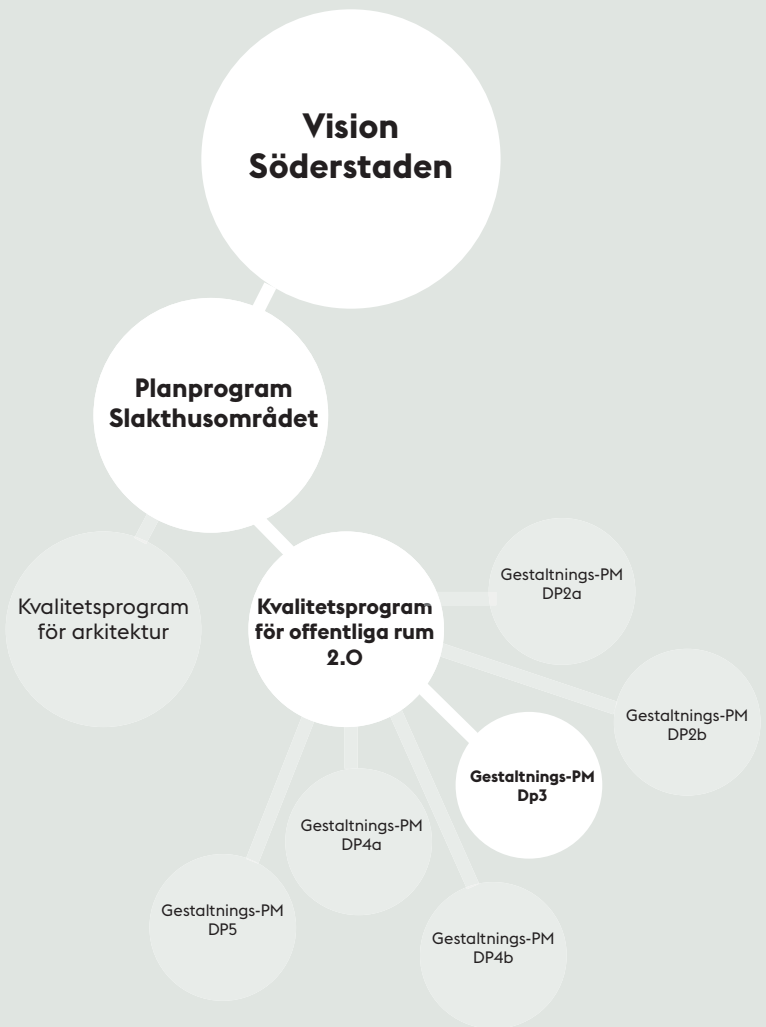 Vision
Söderstaden
Planprogram
Slakthusområdet
Kvalitetsprogram
för arkitektur
Kvalitetsprogram
för offentliga rum
2.0
Gestaltnings-PM
DP2a
Gestaltnings-PM
DP2b
Gestaltnings-PM
Dp3
Gestaltnings-PM
DP4a
Gestaltnings-PM
DP5
Gestaltnings-PM
DP4b